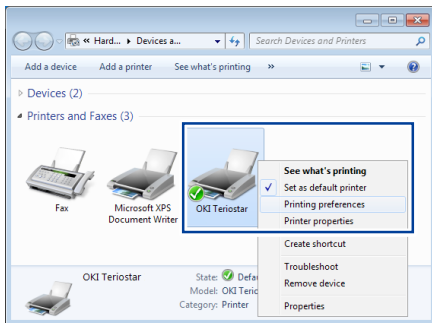 « Hard... ▸ Devices a...
Search Devices and Printers
Add a device Add a printer See what's printing »
Devices (2)
Printers and Faxes (3)
Fax
Microsoft XPS
Document Writer
OKI Teriostar
See what's printing
Set as default printer
Printing preferences
Printer properties
Create shortcut
Troubleshoot
Remove device
Properties
OKI Teriostar
State: Defau
Model: OKI Terio
Category: Printer